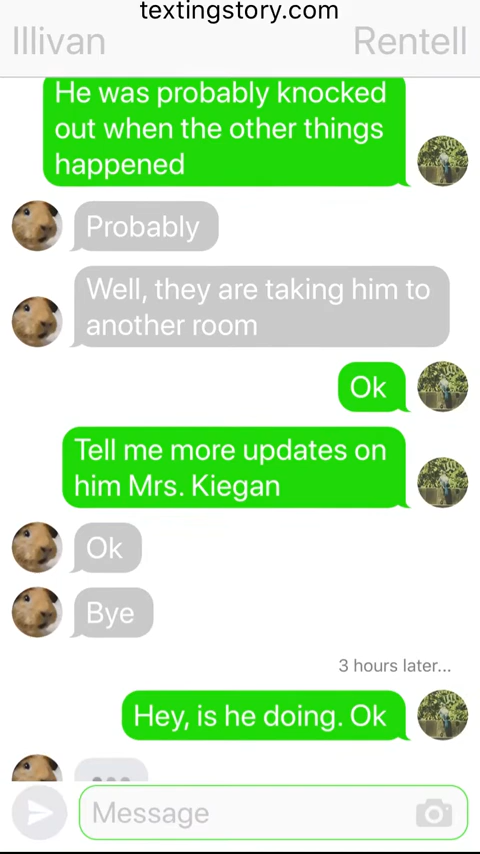 textingstory.com
Illivan Rentell
He was probably knocked
out when the other things
happened
Probably
Well, they are taking him to
another room
Ok
Tell me more updates on
him Mrs. Kiegan
Ok
Bye
3 hours later...
Hey, is he doing. Ok
Message